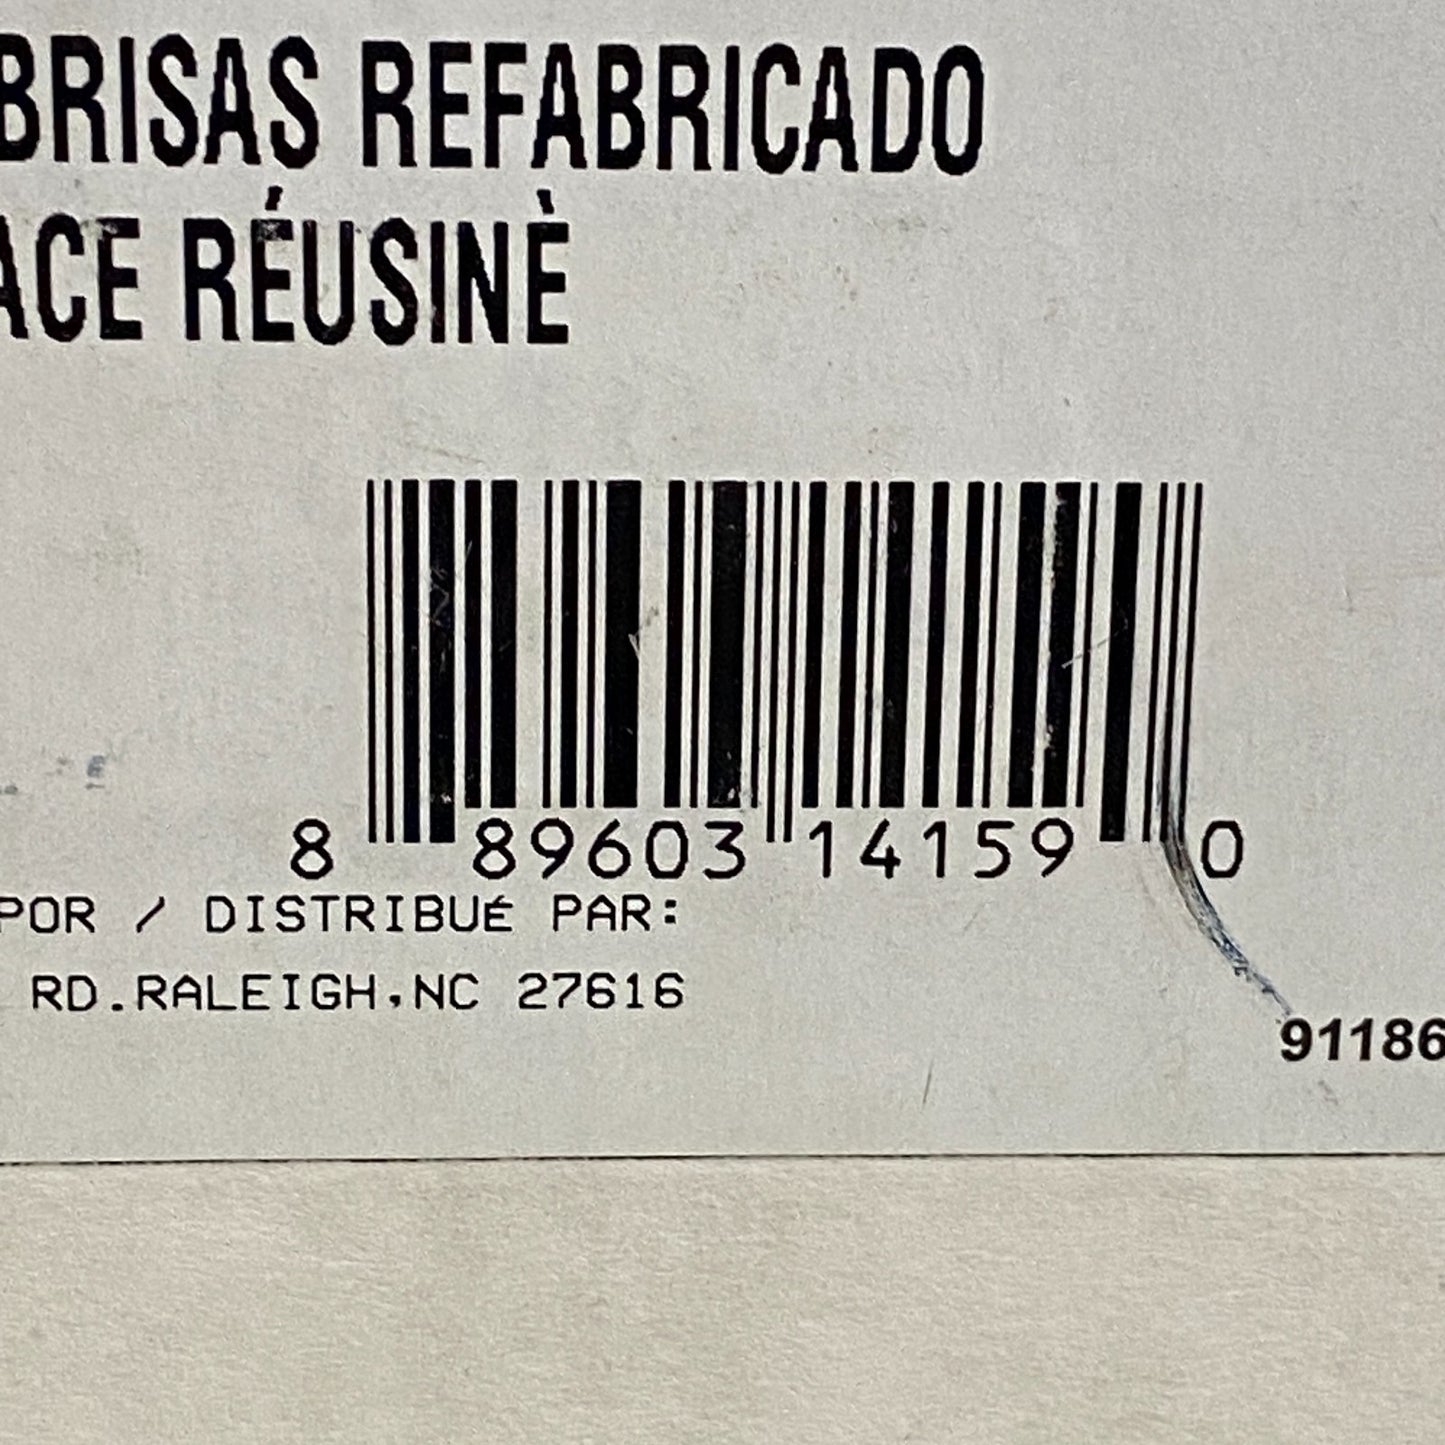 BRISAS REFABRICADO
ACE RÉUSINÈ
8 89603 14159 0
POR / DISTRIBUÉ PAR:
RD.RALEIGH,NC 27616
91186